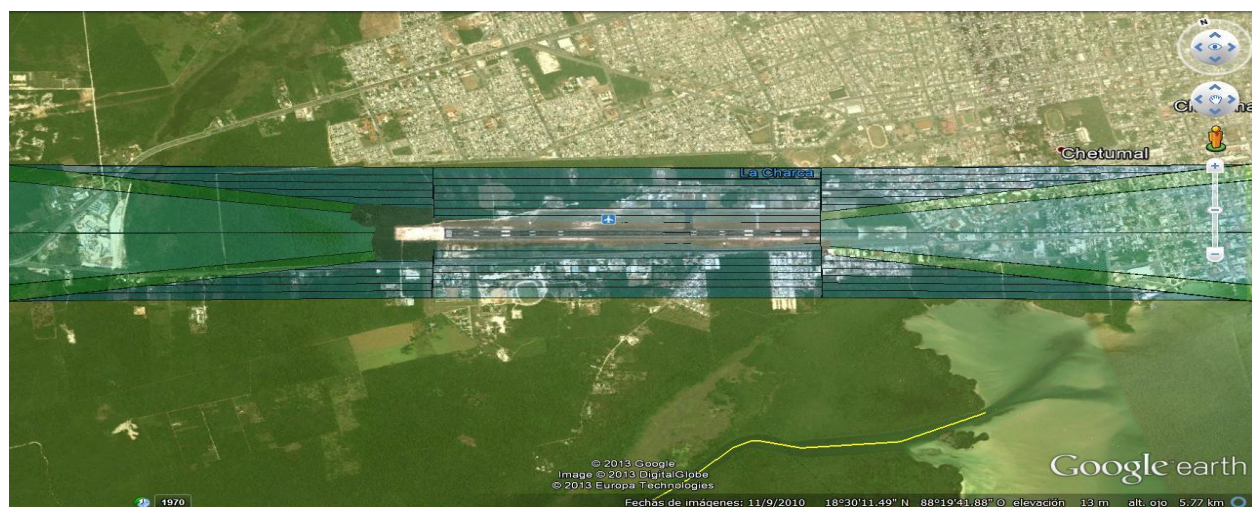 N
Chetumal
La Charca
© 2013 Google
Image © 2013 DigitalGlobe
© 2013 Europa Technologies
Google earth
1970
Fechas de imágenes: 11/9/2010 18°30'11.49" N 88°19'41.88" O elevación 13 m alt. ojo 5.77 km